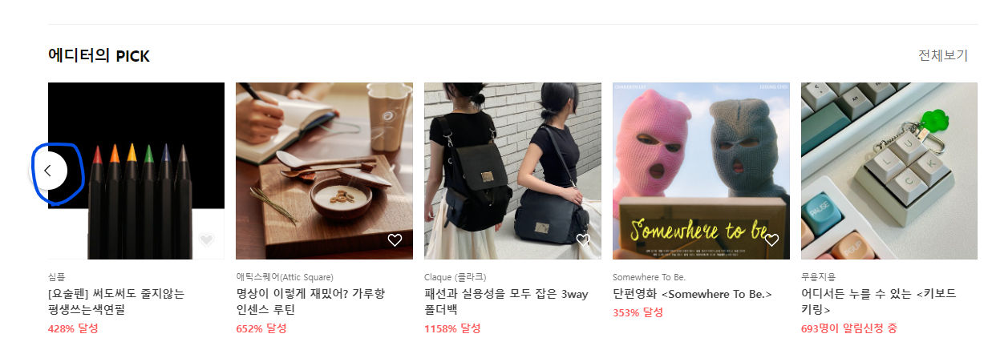 에디터의 PICK
전체보기
Somewhere to be
Alt
L
U
C
K
PAUSE
PGUP
심플
[요술펜] 써도써도 줄지않는
평생쓰는색연필
428% 달성
애틱스퀘어(Attic Square)
명상이 이렇게 재밌어? 가루향
인센스 루틴
652% 달성
Claque (클라크)
패션과 실용성을 모두 잡은 3way
폴더백
1158% 달성
Somewhere To Be.
단편영화 <Somewhere To Be.>
353% 달성
무용지용
어디서든 누를 수 있는 <키보드
키링>
693명이 알림신청 중